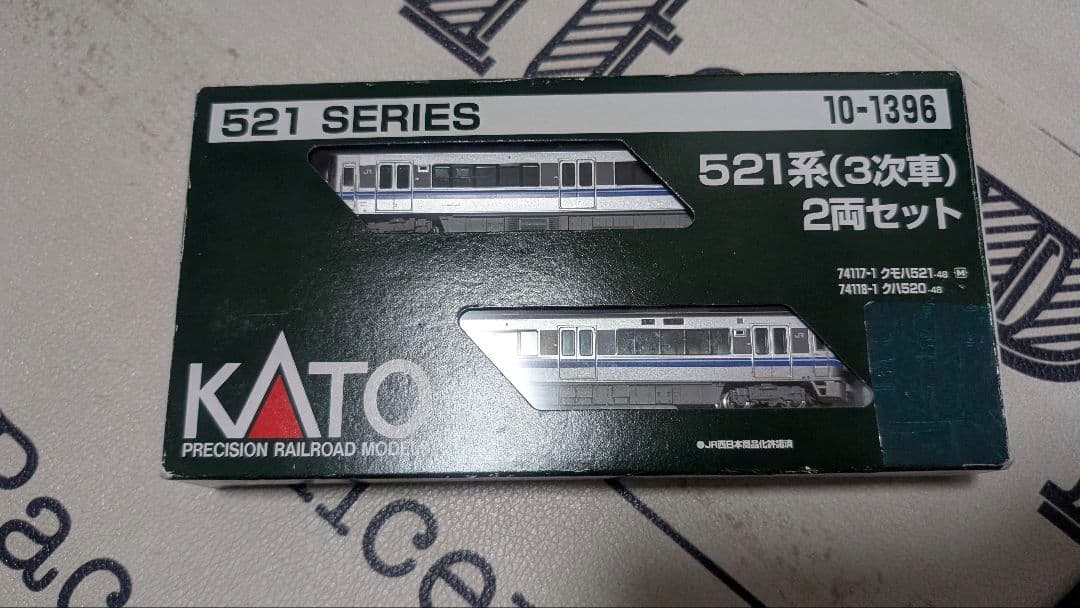 521 SERIES
10-1396
521系(3次車)
2両セット
74117-1 クモハ521-48 M
74118-1 クハ520-48
KATO
PRECISION RAILROAD MODELS
●JR西日本商品化許諾済